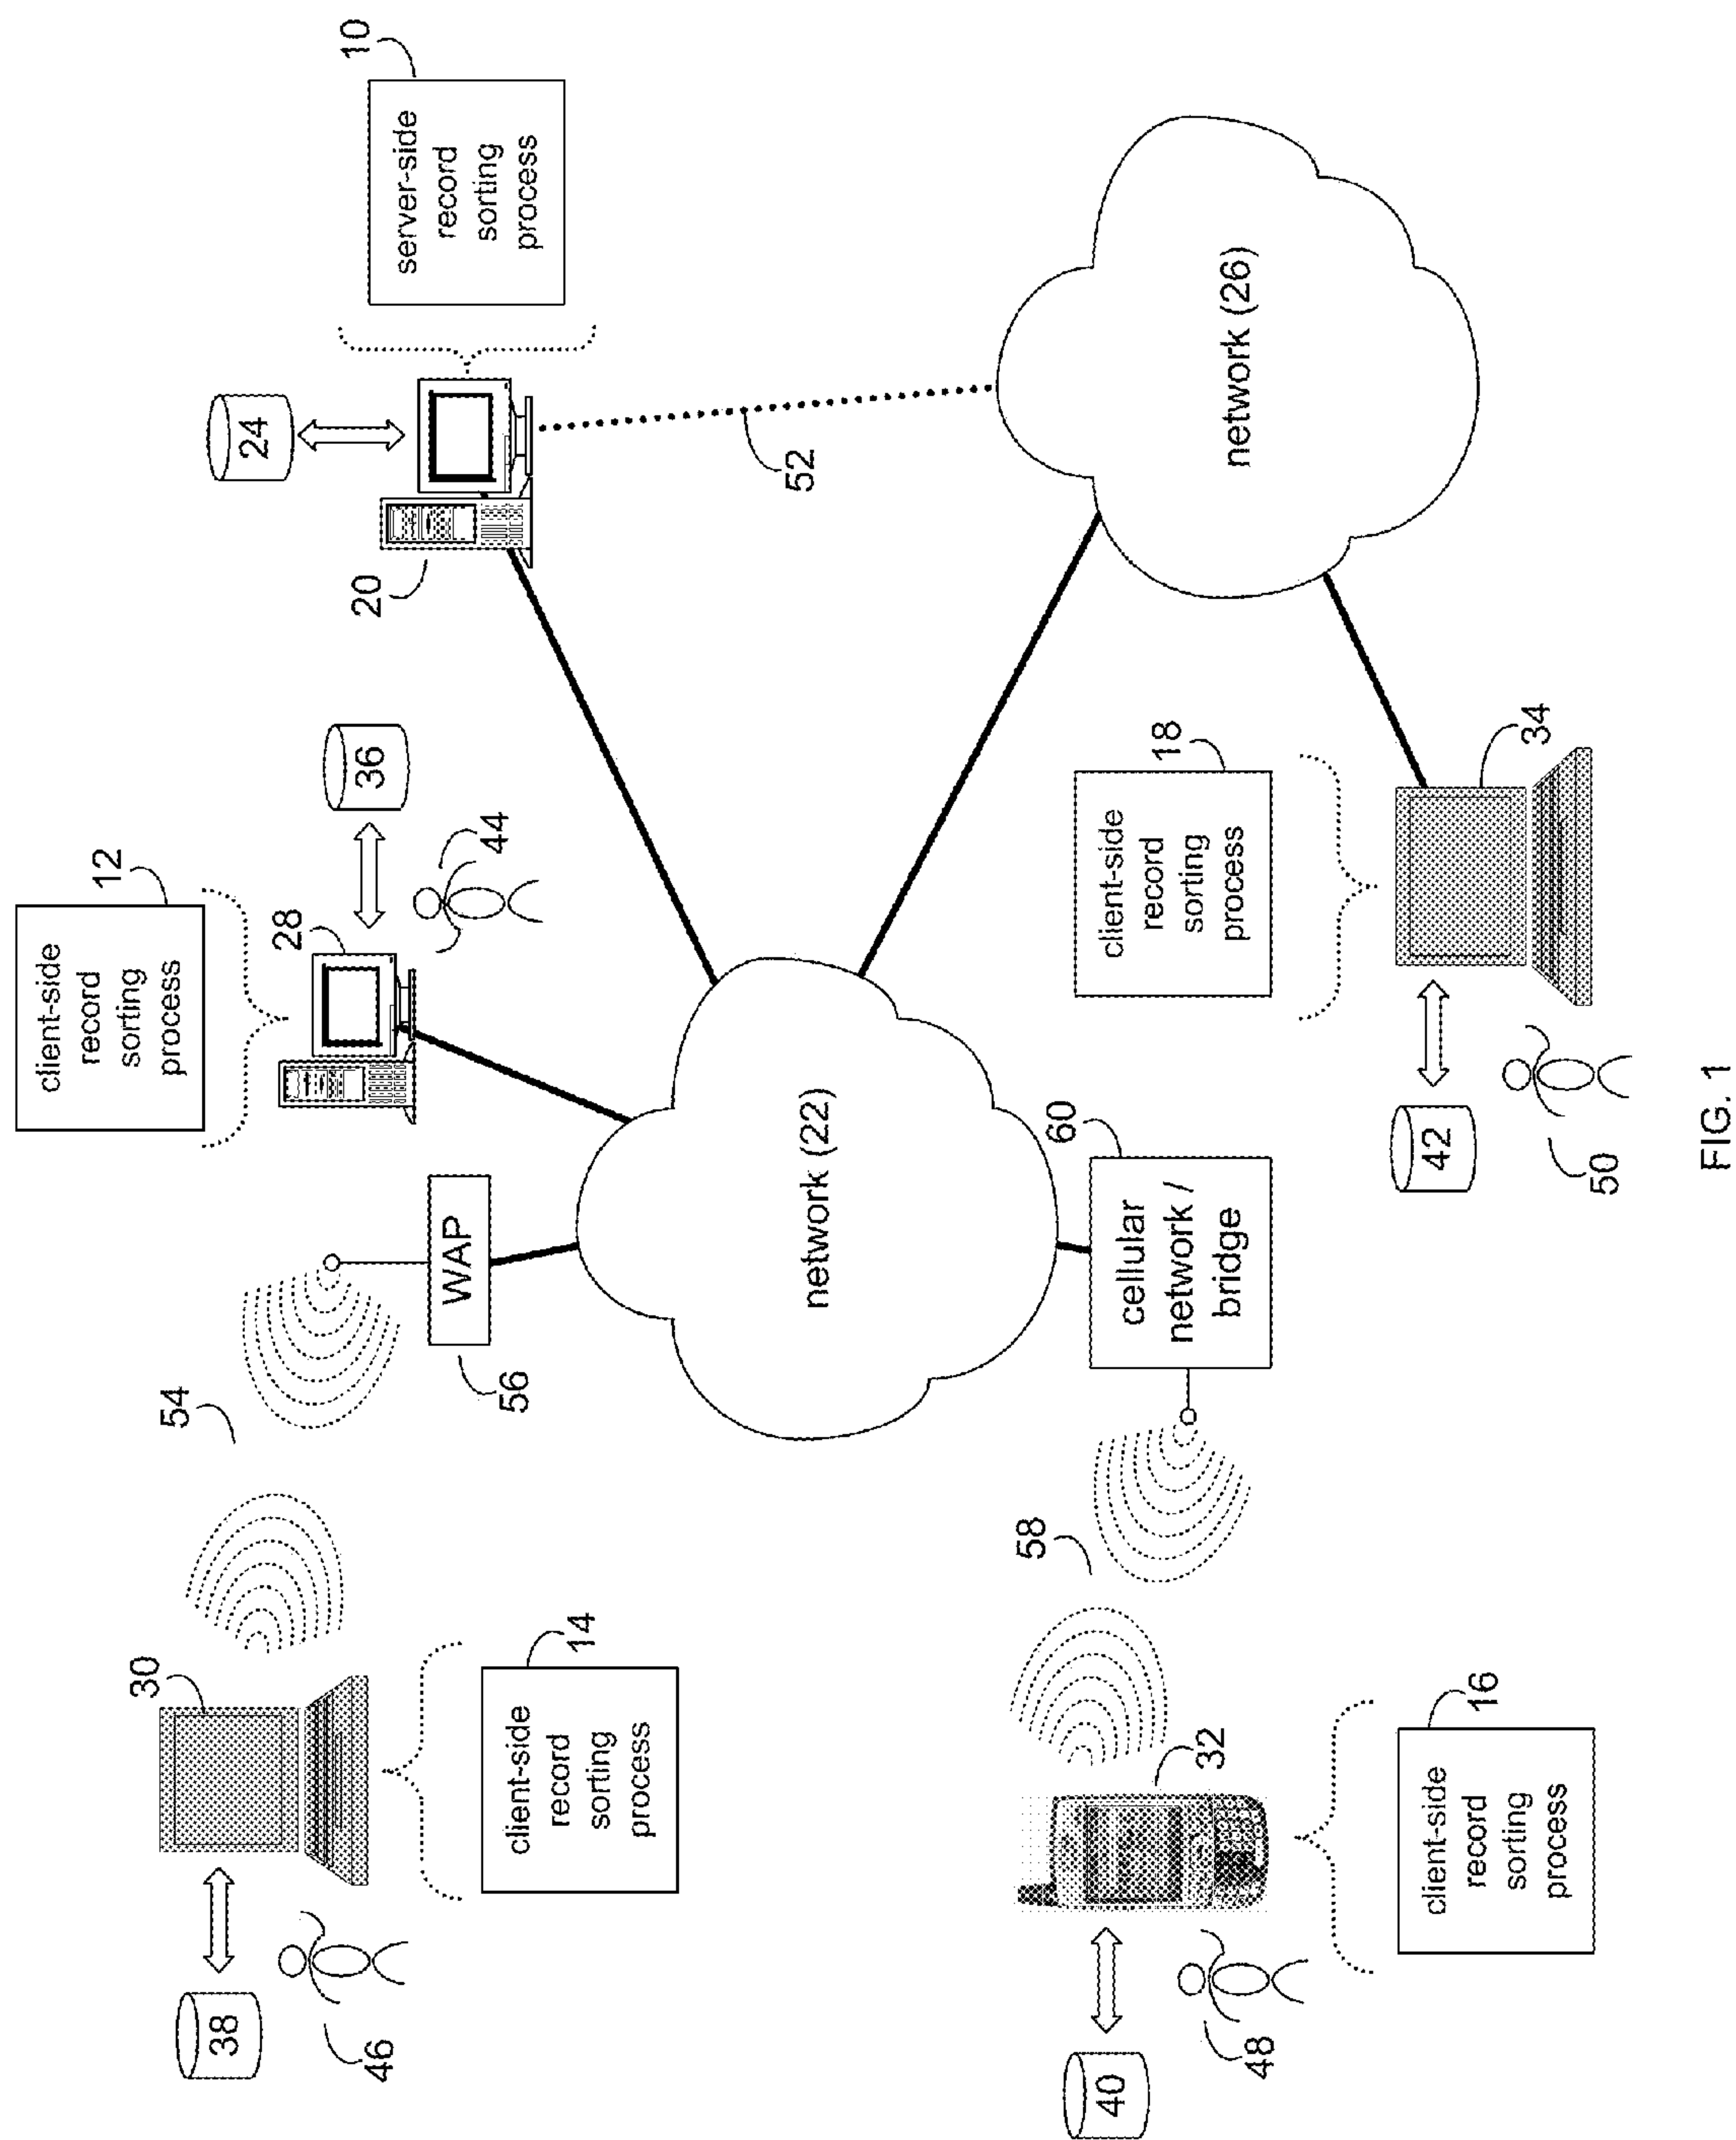 client-side
record
sorting
process
12
30
54
38
46
28
36
44
24
20
10
server-side
record
sorting
process
56
WAP
14
client-side
record
sorting
process
52
network (22)
58
60
cellular
network /
bridge
40
48
32
18
client-side
record
sorting
process
network (26)
16
client-side
record
sorting
process
42
50
34
FIG. 1